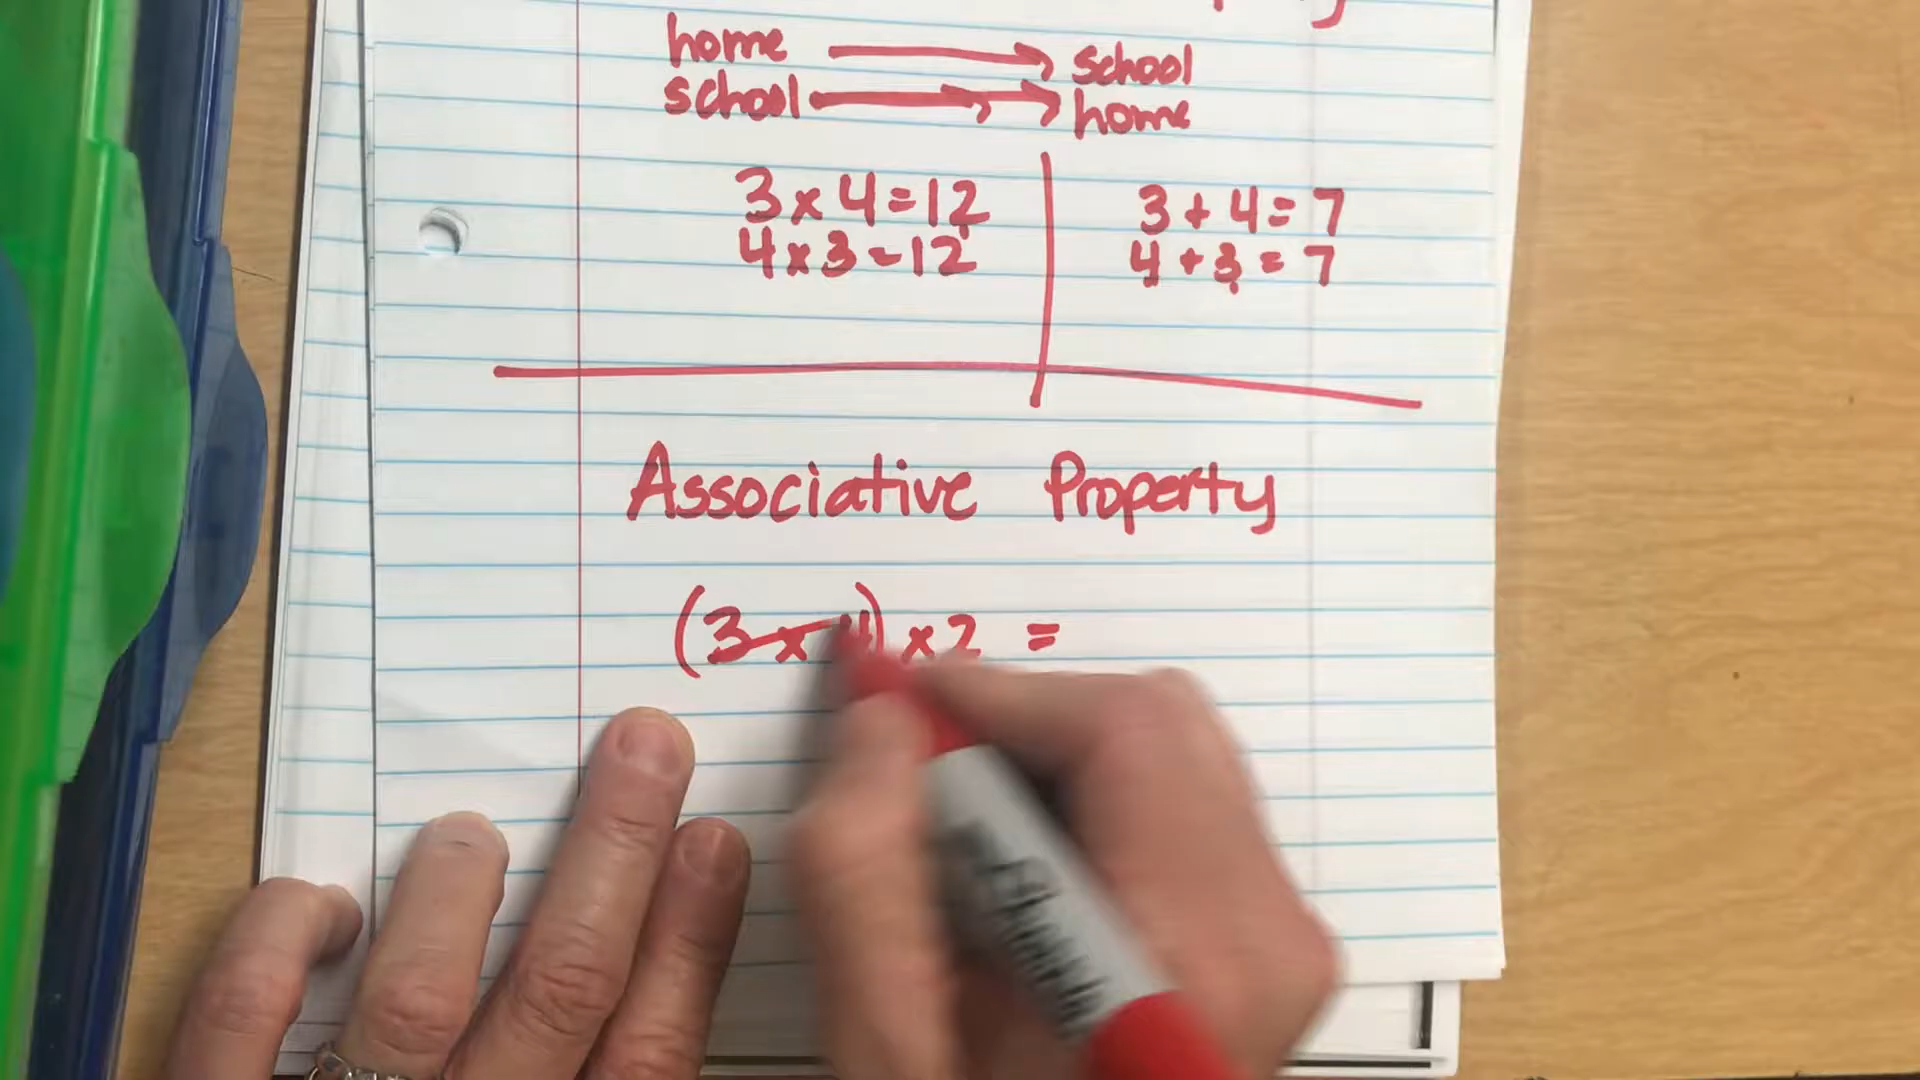 home → school
school → home
3 x 4 = 12
4 x 3 = 12
3 + 4 = 7
4 + 3 = 7
Associative Property
(3 x 4) x 2 =